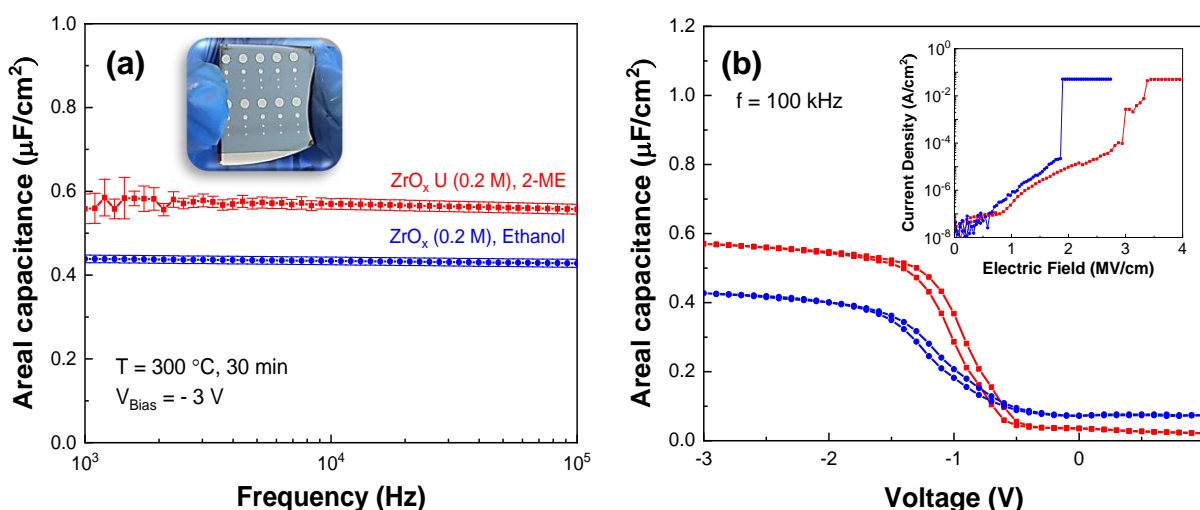 (a)
ZrOx U (0.2 M), 2-ME
ZrOx (0.2 M), Ethanol
T = 300 °C, 30 min
VBias = - 3 V
1.0
0.8
0.6
0.4
0.2
0.0
10³
10⁴
10⁵
Areal capacitance (µF/cm²)
Frequency (Hz)
(b)
f = 100 kHz
1.2
1.0
0.8
0.6
0.4
0.2
0.0
-3
-2
-1
0
Areal capacitance (µF/cm²)
Voltage (V)
10⁰
10⁻²
10⁻⁴
10⁻⁶
10⁻⁸
0
1
2
3
4
Current Density (A/cm²)
Electric Field (MV/cm)